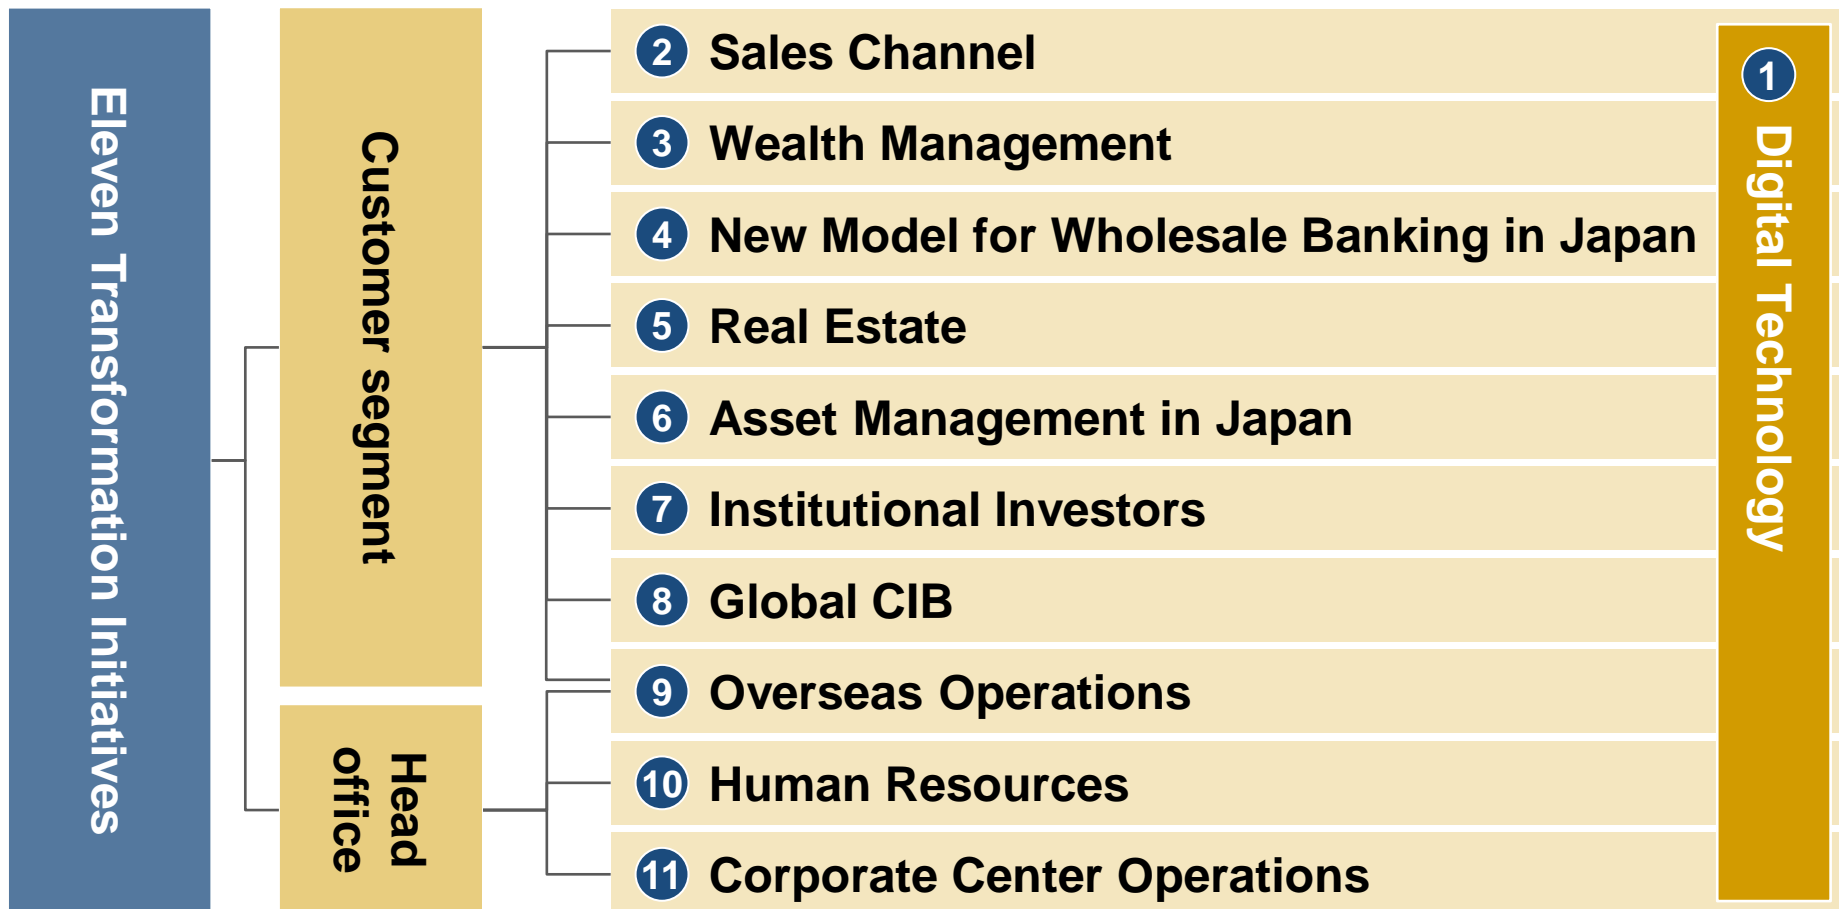 Eleven Transformation Initiatives
Customer segment
Head
office
2 Sales Channel
3 Wealth Management
4 New Model for Wholesale Banking in Japan
5 Real Estate
6 Asset Management in Japan
7 Institutional Investors
8 Global CIB
9 Overseas Operations
10 Human Resources
11 Corporate Center Operations
1 Digital Technology